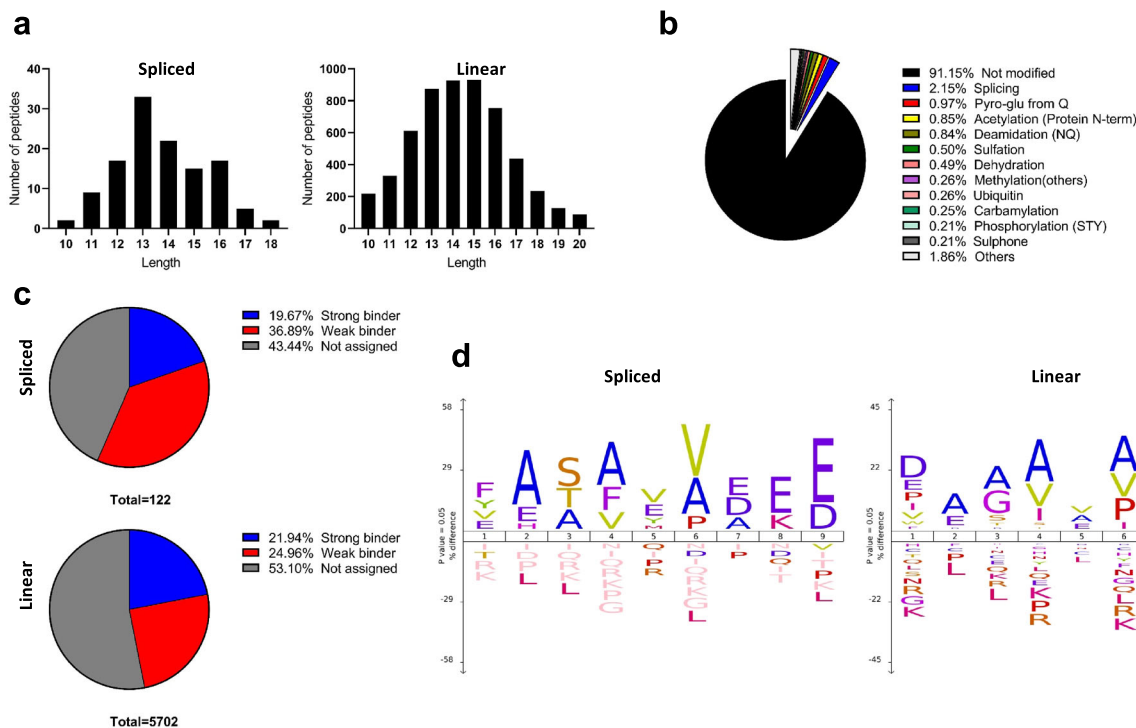 a
Spliced
Number of peptides
40
30
20
10
0
10 11 12 13 14 15 16 17 18
Length
Linear
Number of peptides
1000
800
600
400
200
0
10 11 12 13 14 15 16 17 18 19 20
Length
b
91.15% Not modified
2.15% Splicing
0.97% Pyro-glu from Q
0.85% Acetylation (Protein N-term)
0.84% Deamidation (NQ)
0.50% Sulfation
0.49% Dehydration
0.26% Methylation(others)
0.26% Ubiquitin
0.25% Carbamylation
0.21% Phosphorylation (STY)
0.21% Sulphone
1.86% Others
c
Spliced
19.67% Strong binder
36.89% Weak binder
43.44% Not assigned
Total=122
Linear
21.94% Strong binder
24.96% Weak binder
53.10% Not assigned
Total=5702
d
Spliced
58
29
P value = 0.05
% difference
-29
-58
F Y V E
A E H
S T A
A F V
V E Y M
V A P
E D A
E K
E D
1 2 3 4 5 6 7 8 9
I T R K
I D P L
I Q R K L
N I Q R K P G
Q I P R
N D I Q R K G L
I P
N D Q I
V I P K L
Linear
45
22
P value = 0.05
% difference
-22
-45
D E P I V
A E
A G S
A V I
V A E
A V P I
1 2 3 4 5 6
S N R G K
P L
E Q K R L
L Q E K P R
L
F N G Q L R K